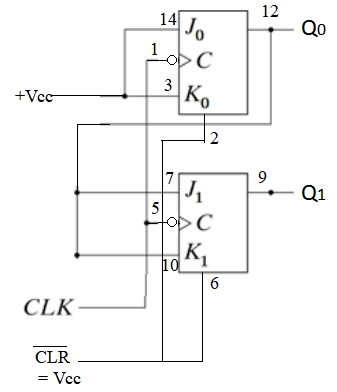 14 J₀ 12 Q0
1 C
+Vcc 3 K₀
2
7 J₁ 9 Q1
5 C
10 K₁
6
CLK
C̅L̅R̅
= Vcc